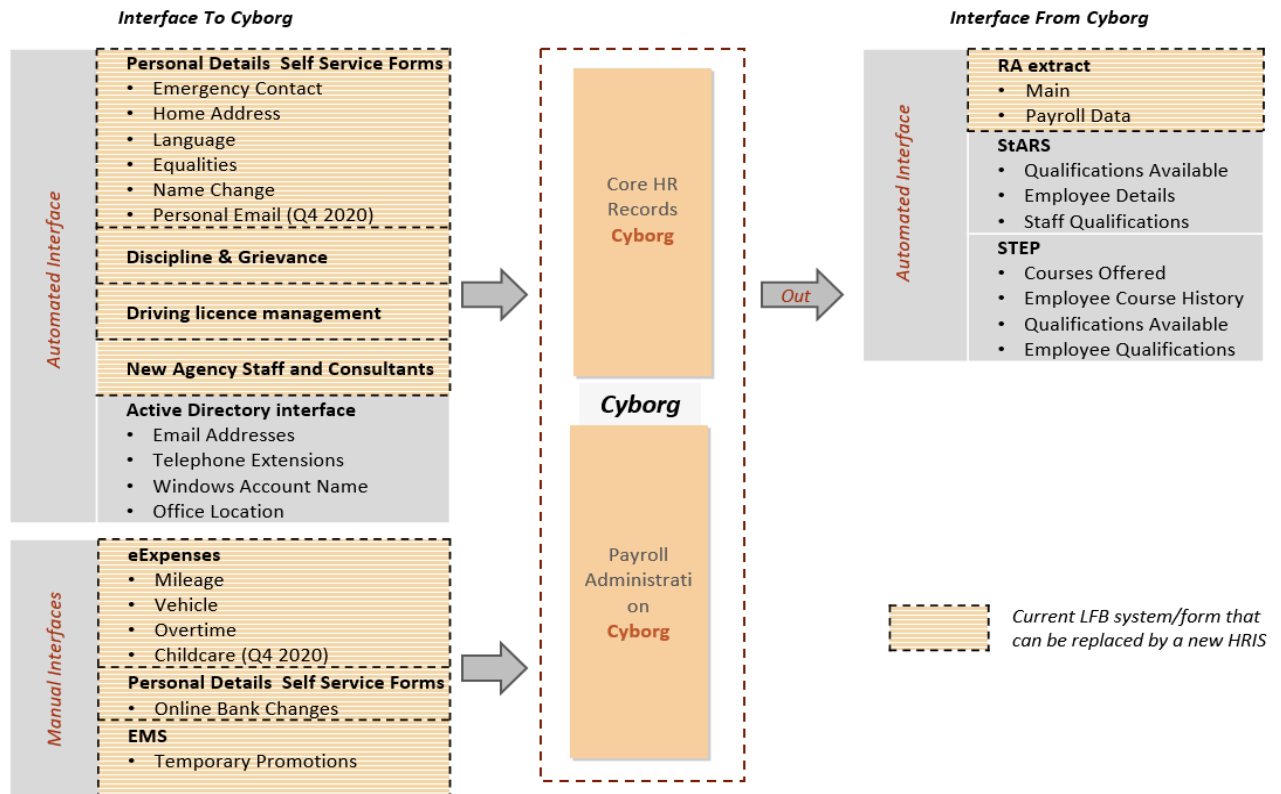 Interface To Cyborg
Interface From Cyborg
Automated Interface
Personal Details  Self Service Forms
• Emergency Contact
• Home Address
• Language
• Equalities
• Name Change
• Personal Email (Q4 2020)
Discipline & Grievance
Driving licence management
New Agency Staff and Consultants
Active Directory interface
• Email Addresses
• Telephone Extensions
• Windows Account Name
• Office Location
Manual Interfaces
eExpenses
• Mileage
• Vehicle
• Overtime
• Childcare (Q4 2020)
Personal Details  Self Service Forms
• Online Bank Changes
EMS
• Temporary Promotions
Core HR
Records
Cyborg
Cyborg
Payroll
Administrati
on
Cyborg
Out
Automated Interface
RA extract
• Main
• Payroll Data
StARS
• Qualifications Available
• Employee Details
• Staff Qualifications
STEP
• Courses Offered
• Employee Course History
• Qualifications Available
• Employee Qualifications
Current LFB system/form that
can be replaced by a new HRIS